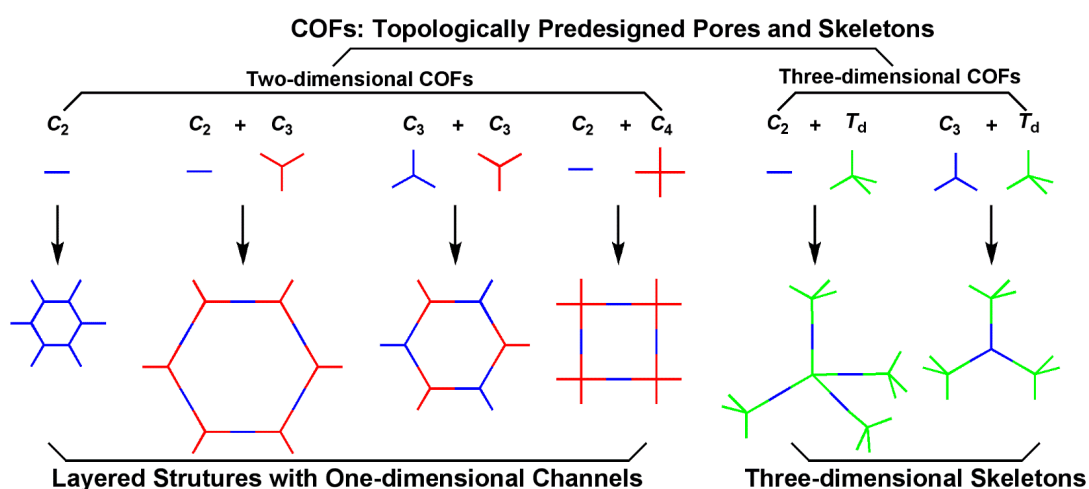 COFs: Topologically Predesigned Pores and Skeletons
Two-dimensional COFs
Three-dimensional COFs
C2
C2 + C3
C3 + C3
C2 + C4
C2 + Td
C3 + Td
Layered Strutures with One-dimensional Channels
Three-dimensional Skeletons